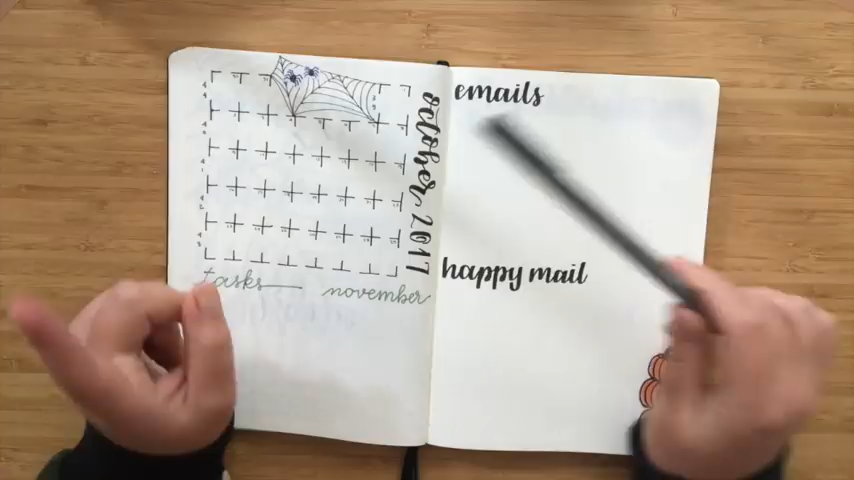 october 2017
tasks
november
emails
happy mail